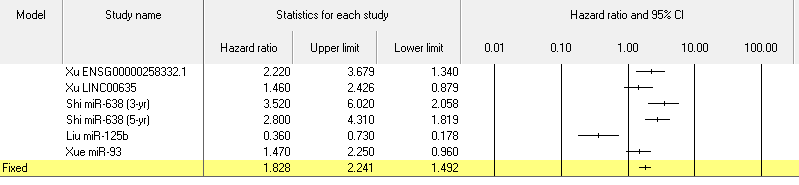 Model Study name Statistics for each study Hazard ratio and 95% CI
Hazard ratio Upper limit Lower limit 0.01 0.10 1.00 10.00 100.00
Xu ENSG00000258332.1 2.220 3.679 1.340
Xu LINC00635 1.460 2.426 0.879
Shi miR-638 (3-yr) 3.520 6.020 2.058
Shi miR-638 (5-yr) 2.800 4.310 1.819
Liu miR-125b 0.360 0.730 0.178
Xue miR-93 1.470 2.250 0.960
Fixed 1.828 2.241 1.492